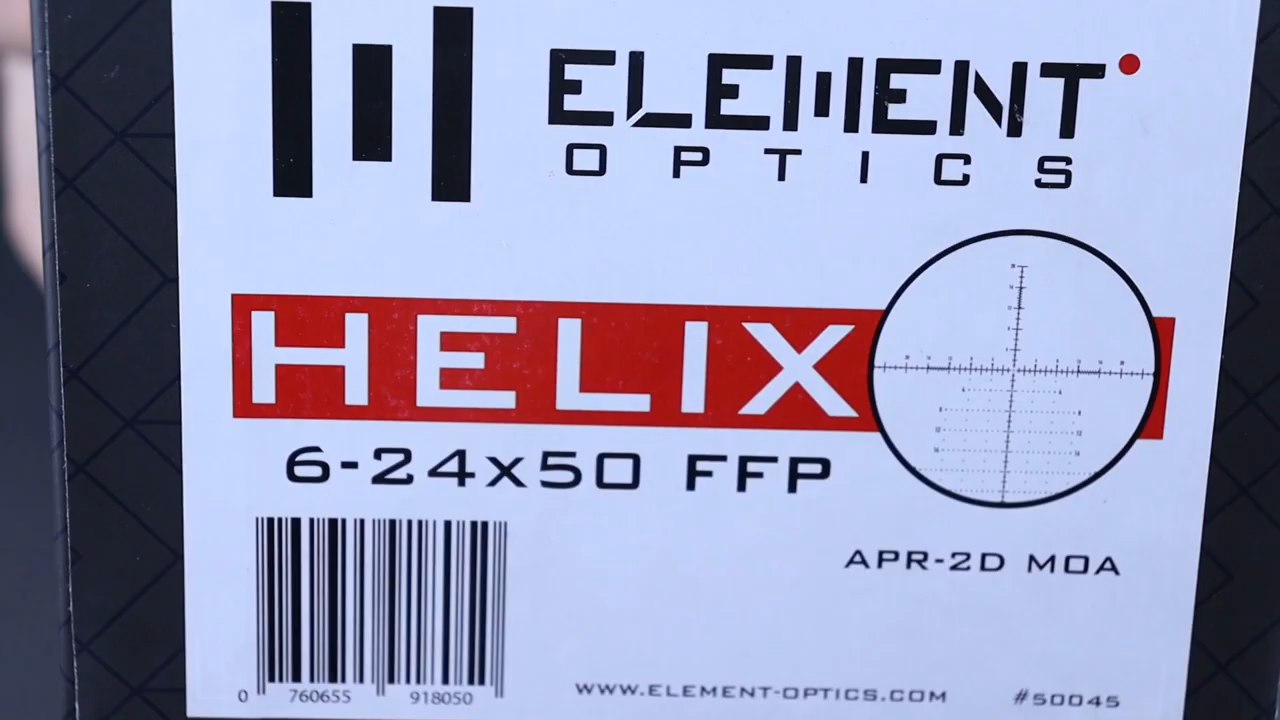 ELEMENT
OPTICS
HELIX
6-24x50 FFP
APR-2D MOA
0 760655 918050
WWW.ELEMENT-OPTICS.COM #50045